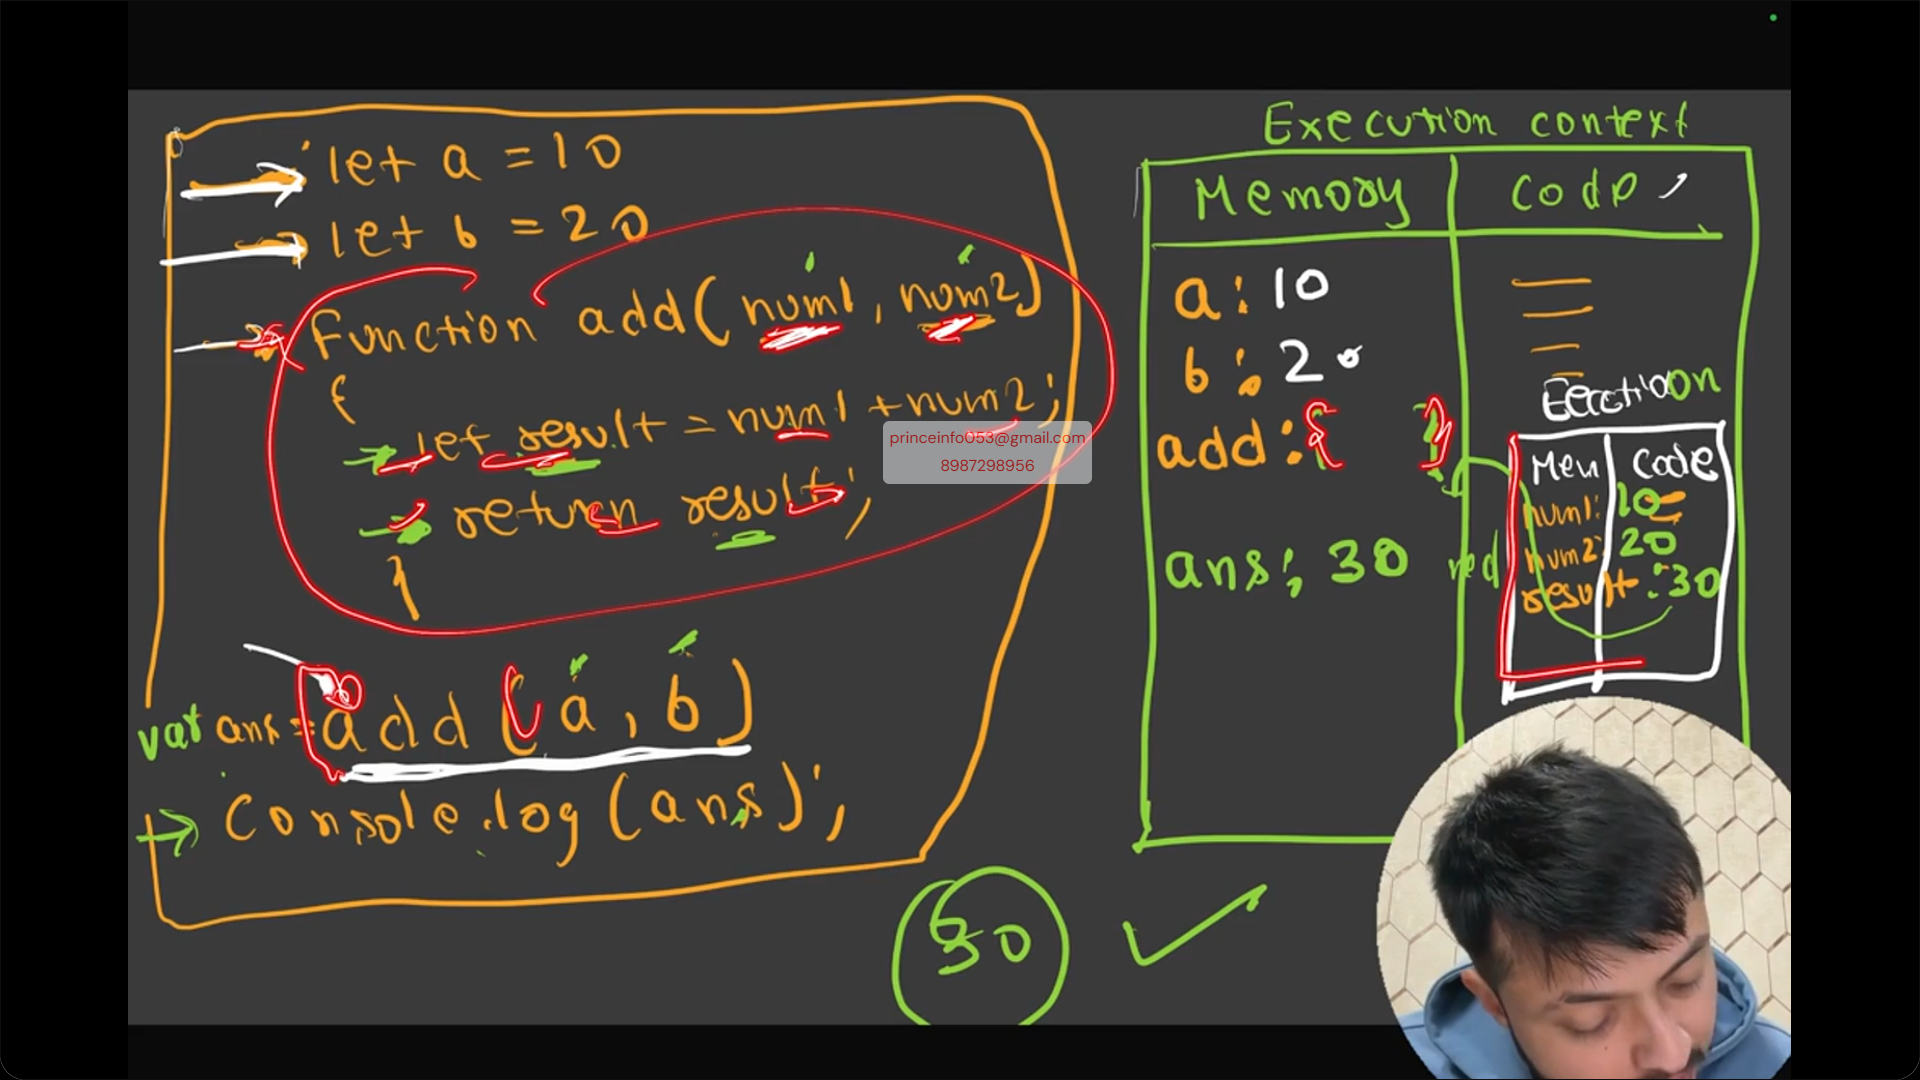 let a = 10
let b = 20
Function add(num1, num2)
{
let result = num1 + num2;
return result;
}
var ans = add(a, b)
Console.log(ans);
princeinfo053@gmail.com
8987298956
Execution context
Memory
Code
a: 10
b: 20
add: { }
ans: 30
Mem
Code
num1: 10
num2: 20
result: 30
30